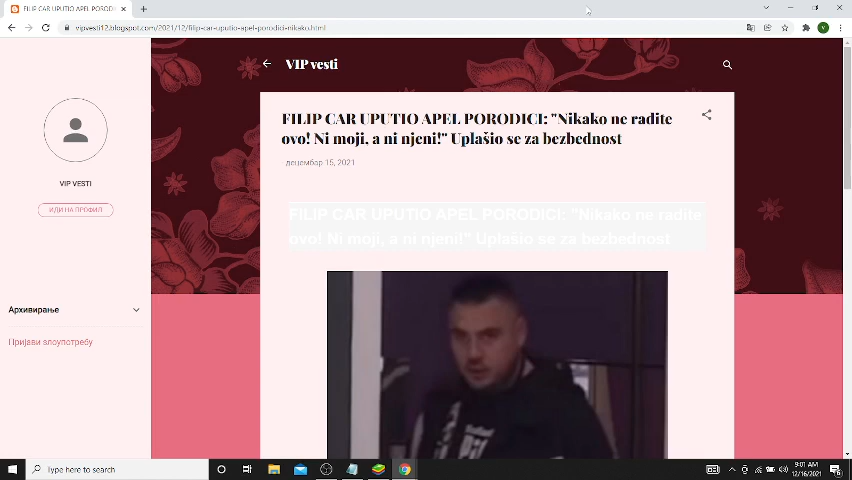 FILIP CAR UPUTIO APEL PORODI
vipvesti12.blogspot.com/2021/12/filip-car-uputio-apel-porodici-nikako.html
V
VIP vesti
FILIP CAR UPUTIO APEL PORODICI: "Nikako ne radite
ovo! Ni moji, a ni njeni!" Uplašio se za bezbednost
- децембар 15, 2021
VIP VESTI
ИДИ НА ПРОФИЛ
FILIP CAR UPUTIO APEL PORODICI: "Nikako ne radite
ovo! Ni moji, a ni njeni!" Uplašio se za bezbednost
Архивирање
Пријави злоупотребу
Type here to search
9:01 AM
12/16/2021